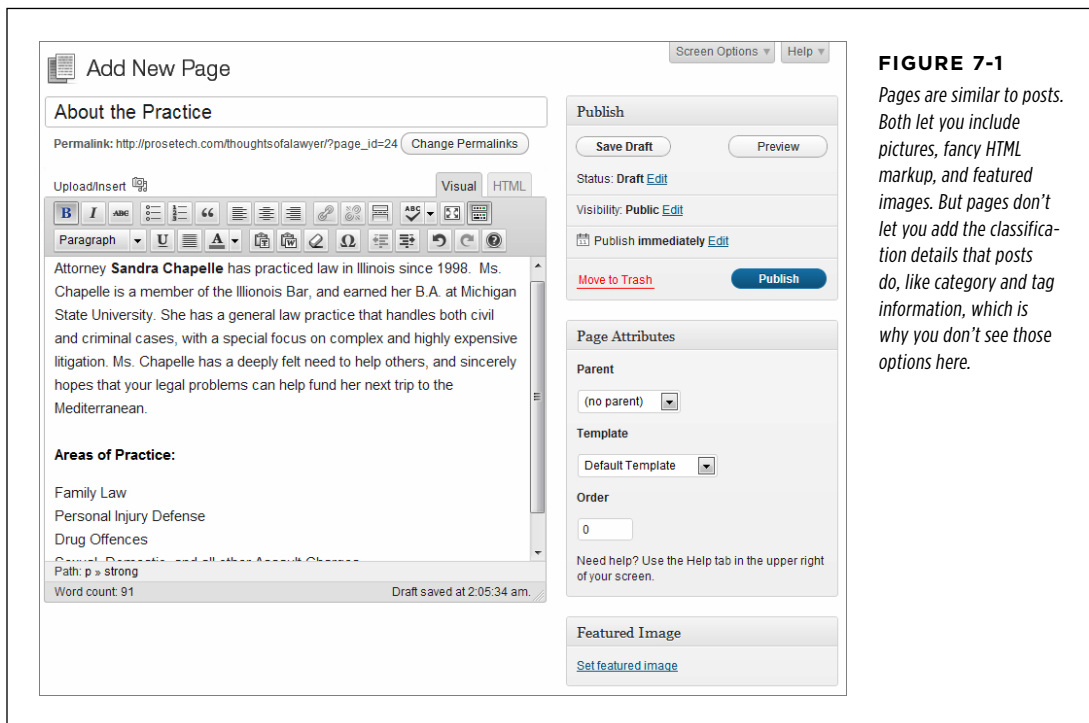 Screen Options
Help
Add New Page
About the Practice
Permalink: http://prosetech.com/thoughtsofalawyer/?page_id=24 Change Permalinks
Upload/Insert
Visual HTML
B I ABC ABC
Paragraph U A T W Ω
Attorney Sandra Chapelle has practiced law in Illinois since 1998. Ms.
Chapelle is a member of the Illionois Bar, and earned her B.A. at Michigan
State University. She has a general law practice that handles both civil
and criminal cases, with a special focus on complex and highly expensive
litigation. Ms. Chapelle has a deeply felt need to help others, and sincerely
hopes that your legal problems can help fund her next trip to the
Mediterranean.
Areas of Practice:
Family Law
Personal Injury Defense
Drug Offences
Sexual, Domestic, and all other Assault Charges
Path: p » strong
Word count: 91 Draft saved at 2:05:34 am.
Publish
Save Draft Preview
Status: Draft Edit
Visibility: Public Edit
Publish immediately Edit
Move to Trash Publish
Page Attributes
Parent
(no parent)
Template
Default Template
Order
0
Need help? Use the Help tab in the upper right
of your screen.
Featured Image
Set featured image
FIGURE 7-1
Pages are similar to posts.
Both let you include
pictures, fancy HTML
markup, and featured
images. But pages don’t
let you add the classifica-
tion details that posts
do, like category and tag
information, which is
why you don’t see those
options here.